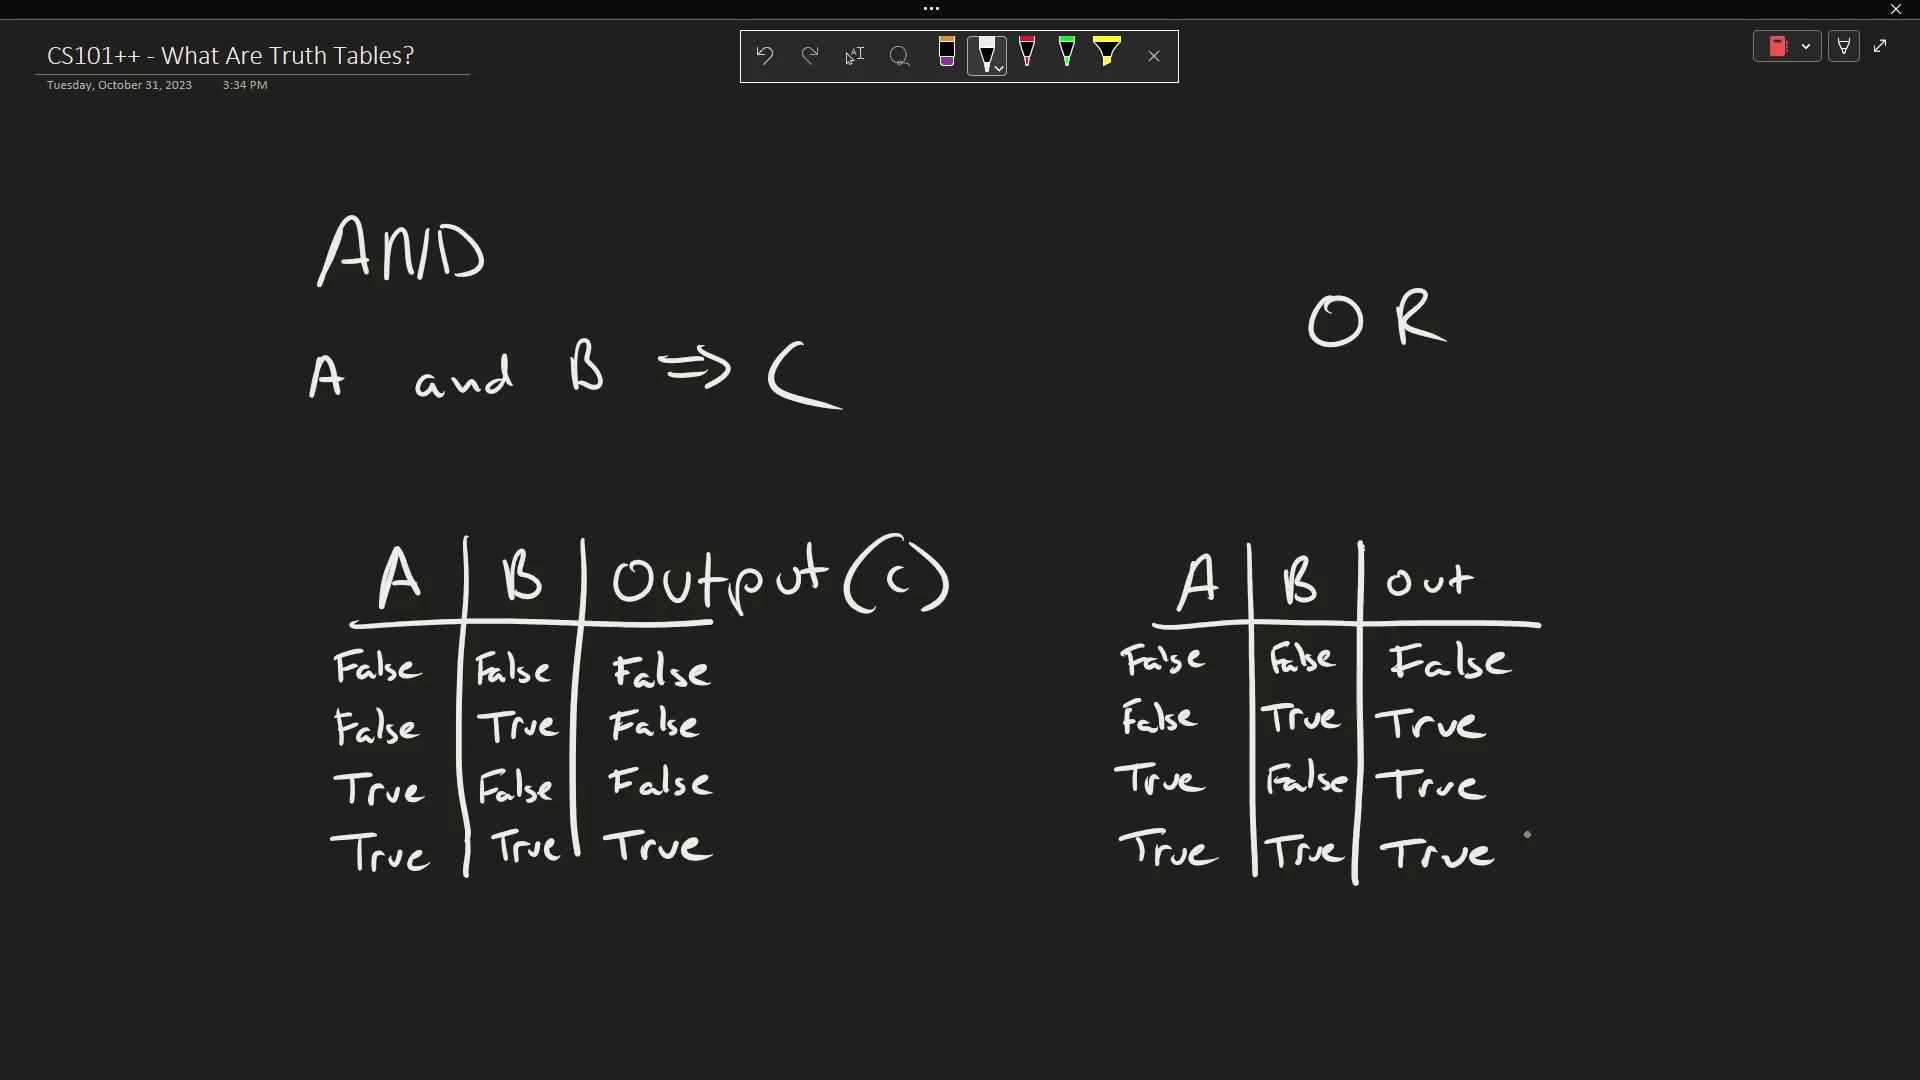 CS101++ - What Are Truth Tables?
Tuesday, October 31, 2023 3:34 PM
AND
A and B => C
A B Output (c)
False False False
False True False
True False False
True True True
OR
A B out
False False False
False True True
True False True
True True True